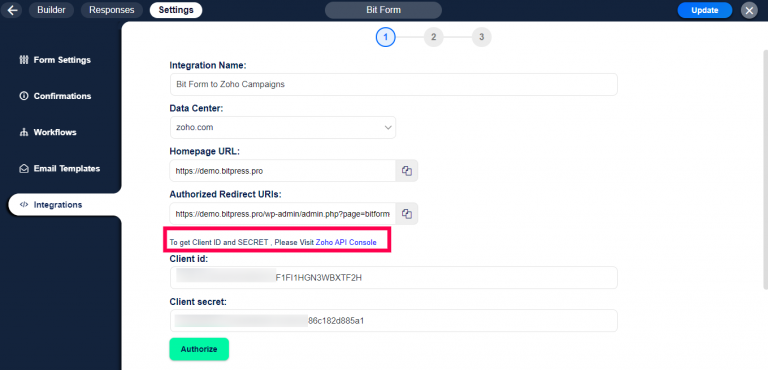 Builder Responses Settings Bit Form Update
1 2 3
Form Settings
Confirmations
Workflows
Email Templates
Integrations
Integration Name:
Bit Form to Zoho Campaigns
Data Center:
zoho.com
Homepage URL:
https://demo.bitpress.pro
Authorized Redirect URIs:
https://demo.bitpress.pro/wp-admin/admin.php?page=bitform
To get Client ID and SECRET , Please Visit Zoho API Console
Client id:
F1FI1HGN3WBXTF2H
Client secret:
86c182d885a1
Authorize